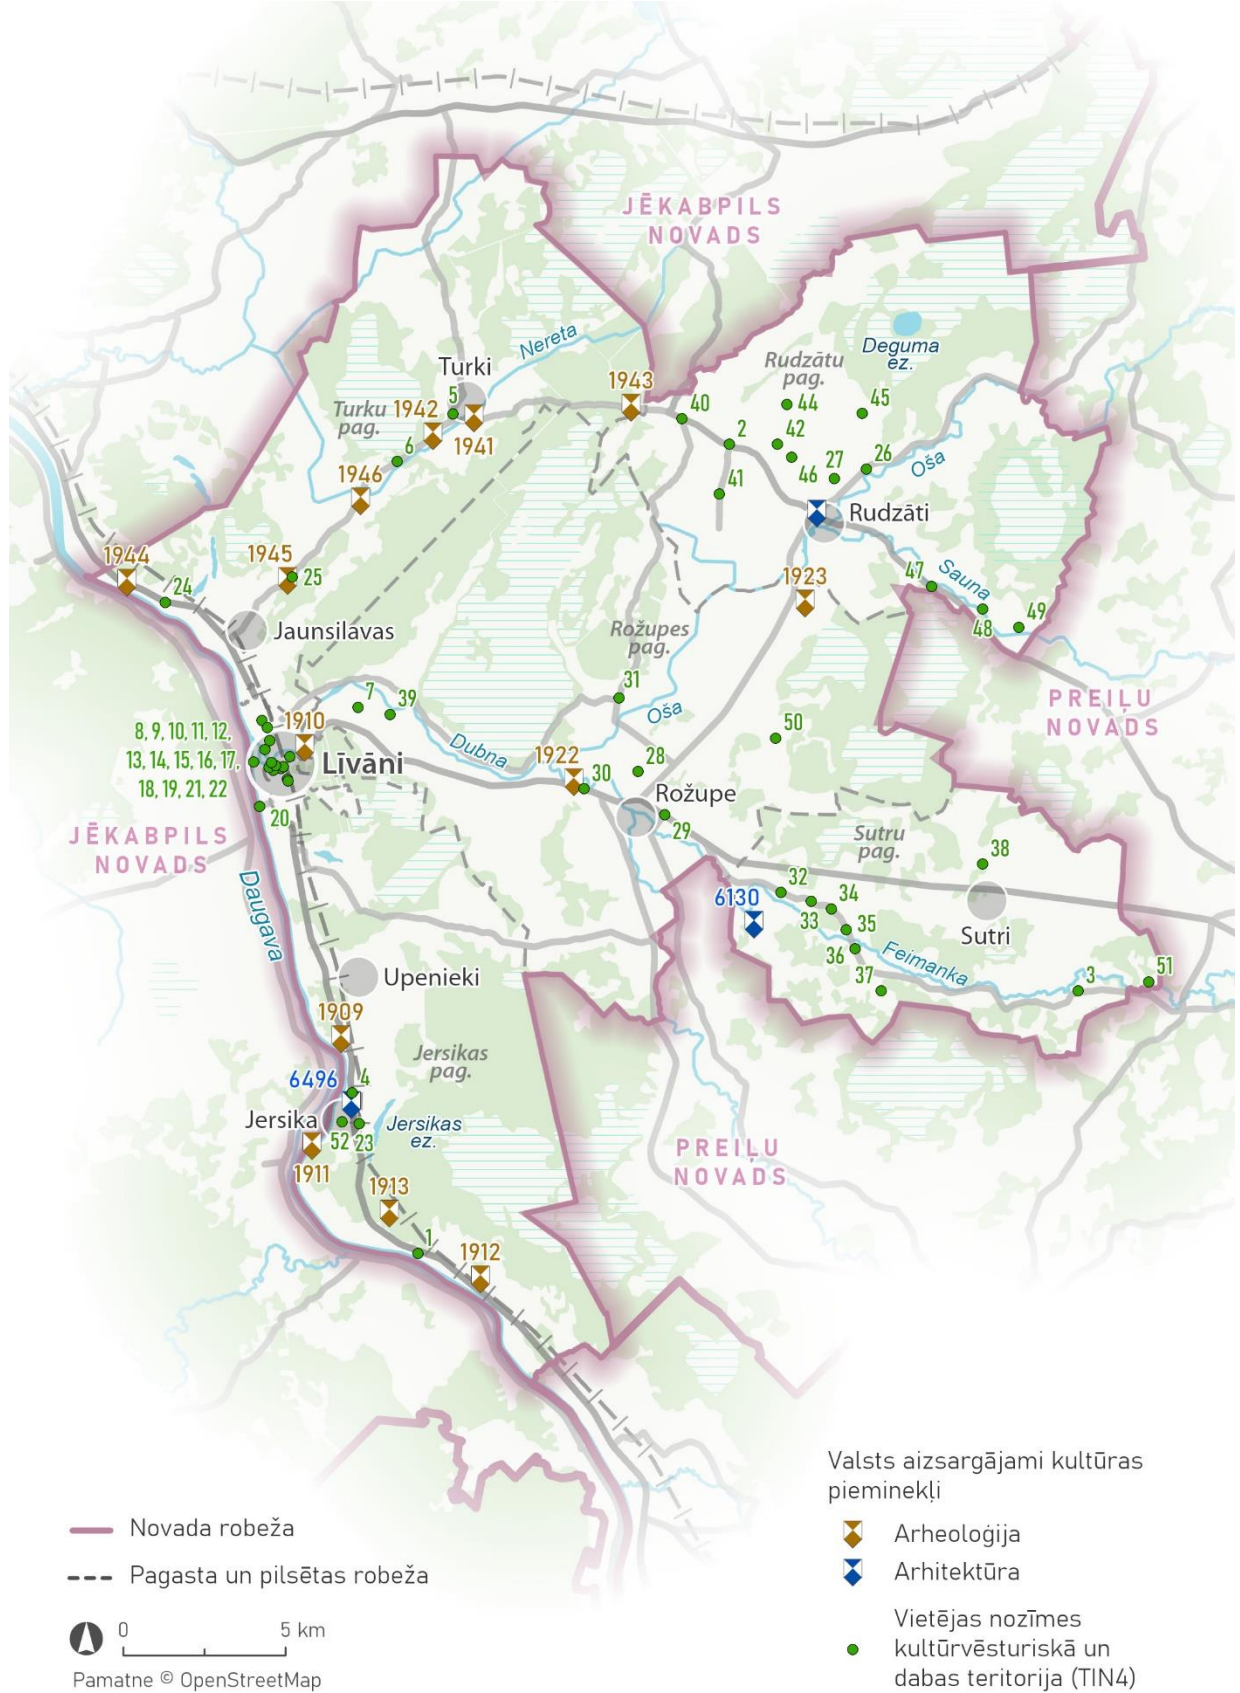 JĒKABPILS
NOVADS
Nereta
Turki
Deguma
ez.
Rudzātu
pag.
1943
5
1942
Turku
pag.
1941
40
44
45
2
42
6
46
27
26
Oša
1946
41
Rudzāti
1944
1945
25
24
1923
47
Sauna
48
49
Jaunsilavas
Rožupes
pag.
31
PREIĻU
NOVADS
7
39
Oša
8, 9, 10, 11, 12,
13, 14, 15, 16, 17,
18, 19, 21, 22
1910
Līvāni
Dubna
1922
50
28
30
Rožupe
20
29
JĒKABPILS
NOVADS
Sutru
pag.
38
Daugava
32
6130
33
34
35
Sutri
36
Feimanka
37
3
51
Upenieki
1909
Jersikas
pag.
6496
4
Jersika
52
23
Jersikas
ez.
1911
PREIĻU
NOVADS
1913
1
1912
Novada robeža
Pagasta un pilsētas robeža
0
5 km
Pamatne © OpenStreetMap
Valsts aizsargājami kultūras
pieminekļi
Arheoloģija
Arhitektūra
Vietējas nozīmes
kultūrvēsturiskā un
dabas teritorija (TIN4)